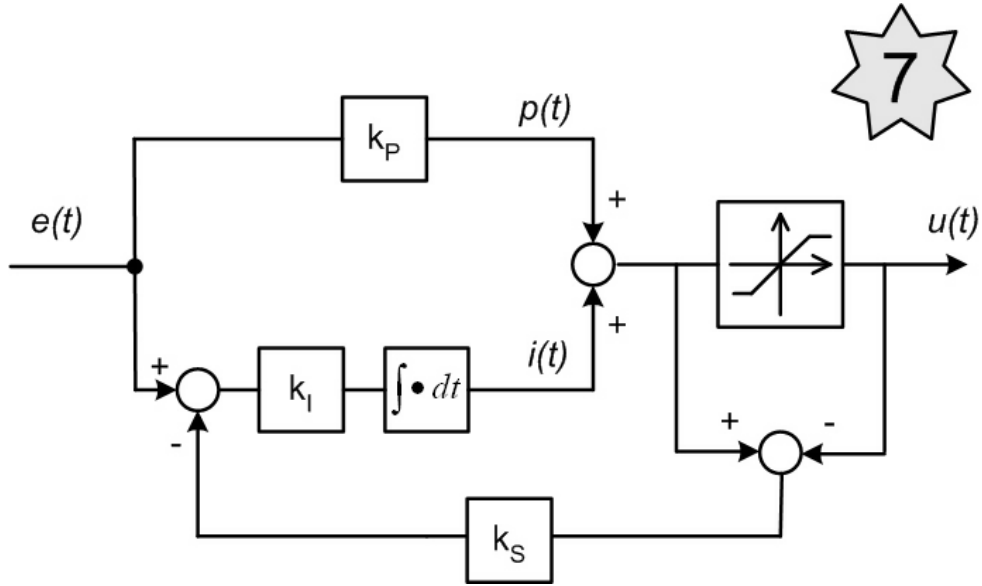 7
k_P
p(t)
+
e(t)
u(t)
+
+
i(t)
k_I
∫ • dt
-
+
-
k_S